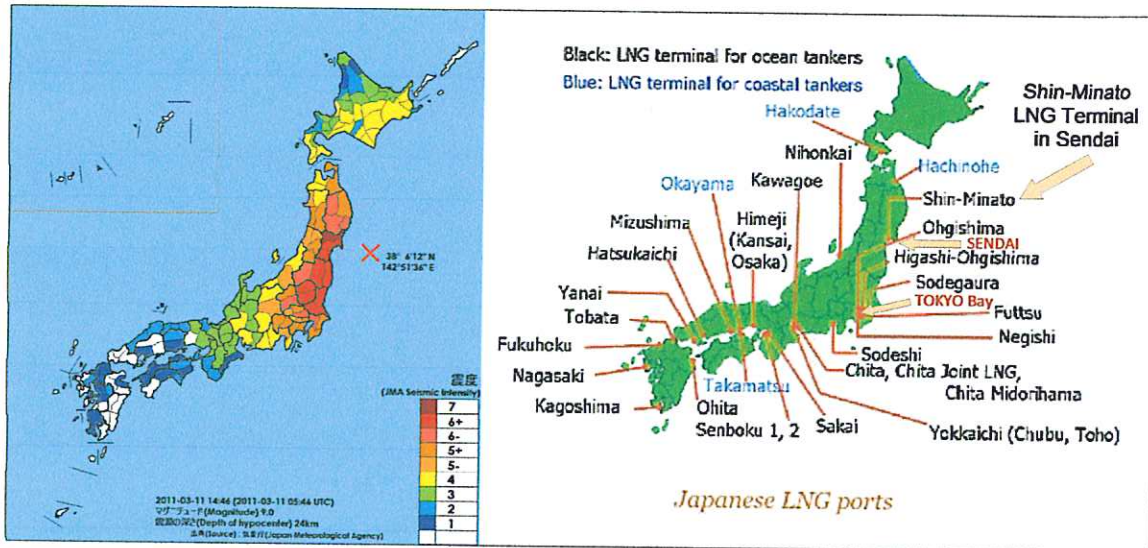 38° 6'12" N
142°51'36" E
震度
(JMA Seismic Intensity)
7
6+
6-
5+
5-
4
3
2
1
2011-03-11 14:46 (2011-03-11 05:46 UTC)
マグニチュード(Magnitude) 9.0
震源の深さ(Depth of hypocenter) 24km
出典(Source) : 気象庁(Japan Meteorological Agency)
Black: LNG terminal for ocean tankers
Blue: LNG terminal for coastal tankers
Shin-Minato
LNG Terminal
in Sendai
Hakodate
Nihonkai
Hachinohe
Okayama
Kawagoe
Shin-Minato
Mizushima
Himeji
(Kansai,
Osaka)
Ohgishima
SENDAI
Hatsukaichi
Higashi-Ohgishima
Yanai
Sodegaura
TOKYO Bay
Tobata
Futtsu
Fukuhoku
Negishi
Sodeshi
Nagasaki
Chita, Chita Joint LNG,
Chita Midorihama
Takamatsu
Kagoshima
Ohita
Senboku 1, 2
Sakai
Yokkaichi (Chubu, Toho)
Japanese LNG ports